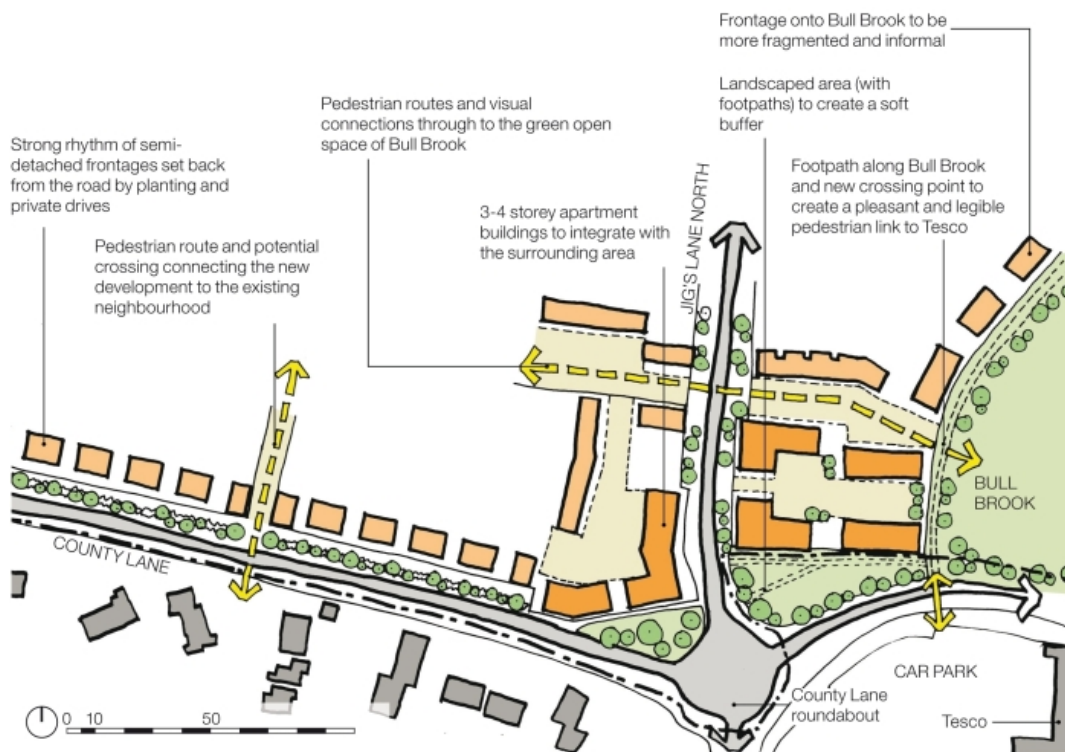 Frontage onto Bull Brook to be
more fragmented and informal
Landscaped area (with
footpaths) to create a soft
buffer
Pedestrian routes and visual
connections through to the green open
space of Bull Brook
Strong rhythm of semi-
detached frontages set back
from the road by planting and
private drives
Footpath along Bull Brook
and new crossing point to
create a pleasant and legible
pedestrian link to Tesco
3-4 storey apartment
buildings to integrate with
the surrounding area
Pedestrian route and potential
crossing connecting the new
development to the existing
neighbourhood
JIG'S LANE NORTH
BULL
BROOK
COUNTY LANE
CAR PARK
County Lane
roundabout
Tesco
0 10 50